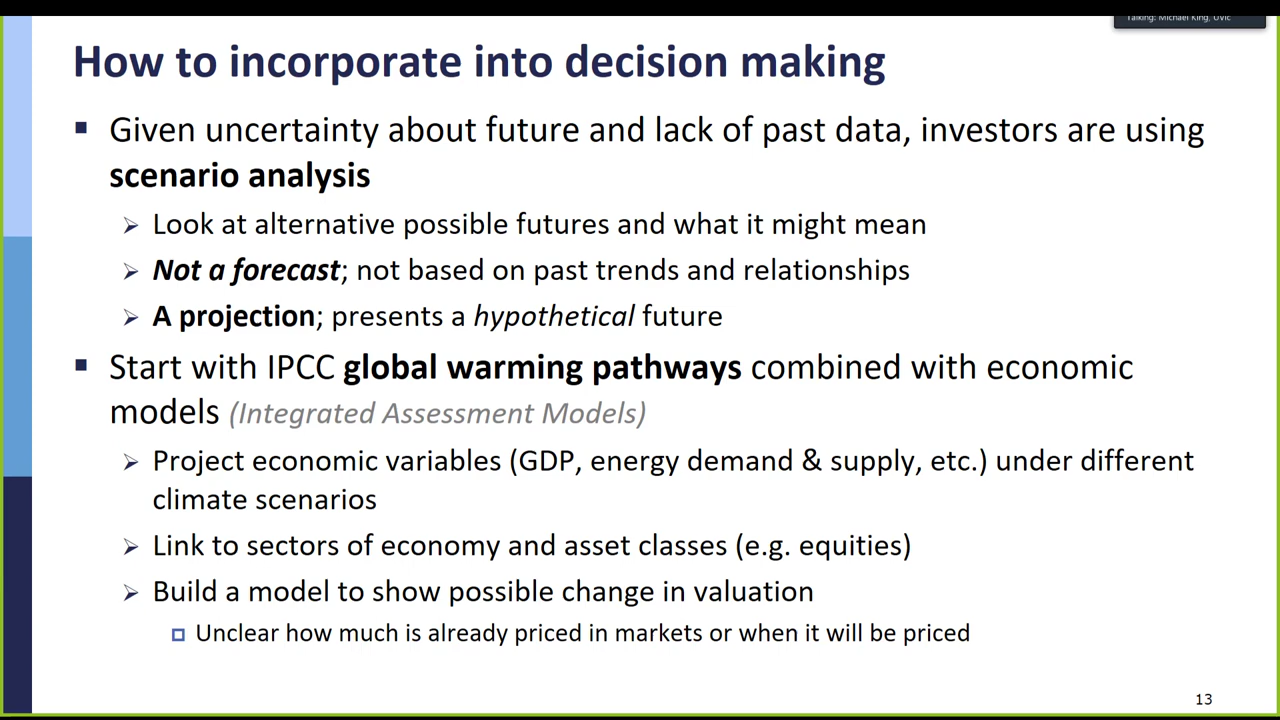 Talking: Michael King, UVic
How to incorporate into decision making
Given uncertainty about future and lack of past data, investors are using
scenario analysis
Look at alternative possible futures and what it might mean
Not a forecast; not based on past trends and relationships
A projection; presents a hypothetical future
Start with IPCC global warming pathways combined with economic
models (Integrated Assessment Models)
Project economic variables (GDP, energy demand & supply, etc.) under different
climate scenarios
Link to sectors of economy and asset classes (e.g. equities)
Build a model to show possible change in valuation
Unclear how much is already priced in markets or when it will be priced
13